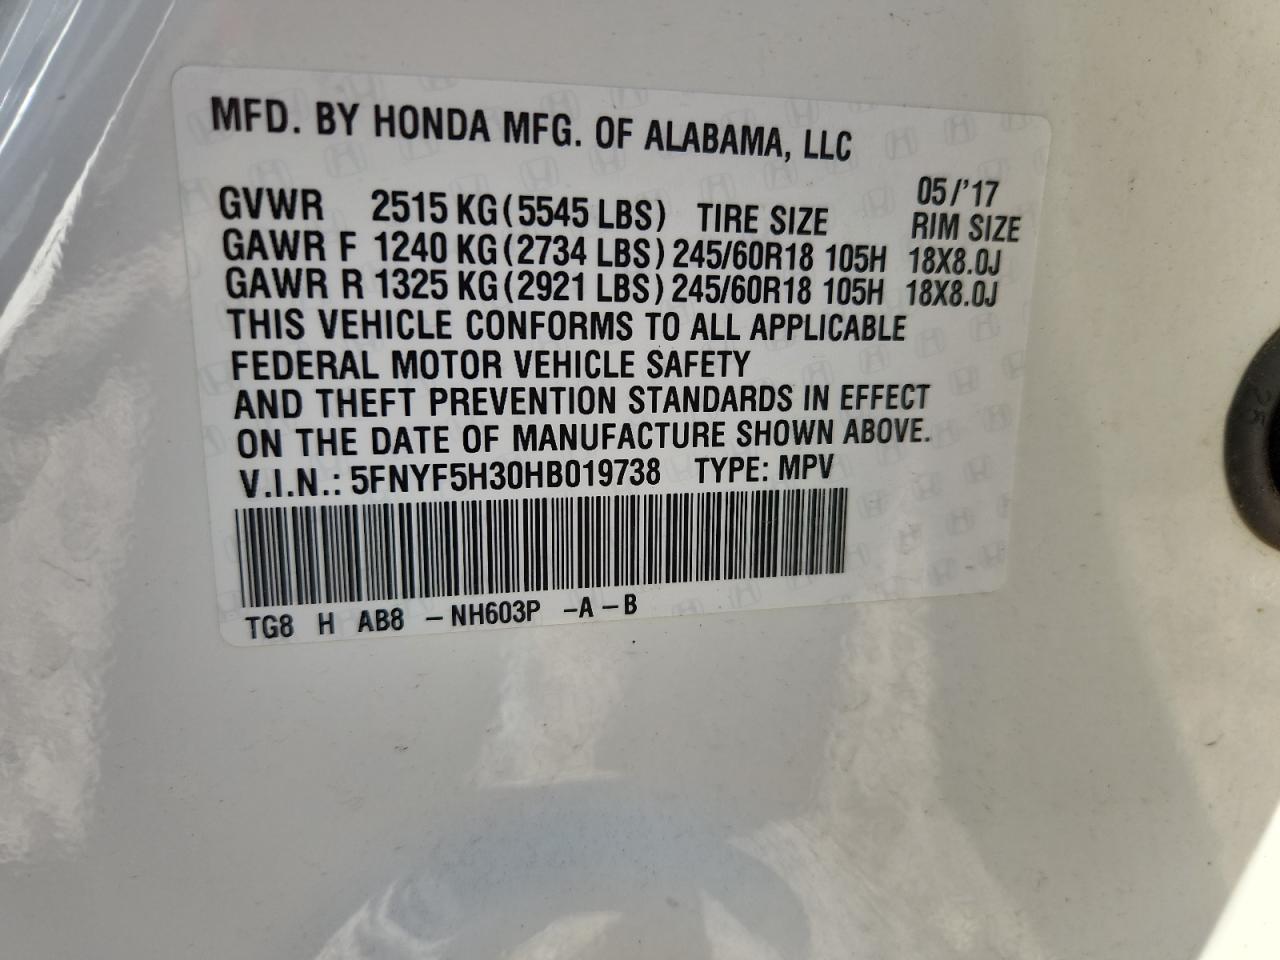 MFD. BY HONDA MFG. OF ALABAMA, LLC
05/'17
GVWR 2515 KG (5545 LBS) TIRE SIZE RIM SIZE
GAWR F 1240 KG (2734 LBS) 245/60R18 105H 18X8.0J
GAWR R 1325 KG (2921 LBS) 245/60R18 105H 18X8.0J
THIS VEHICLE CONFORMS TO ALL APPLICABLE
FEDERAL MOTOR VEHICLE SAFETY
AND THEFT PREVENTION STANDARDS IN EFFECT
ON THE DATE OF MANUFACTURE SHOWN ABOVE.
V.I.N.: 5FNYF5H30HB019738 TYPE: MPV
TG8 H AB8 -NH603P -A-B